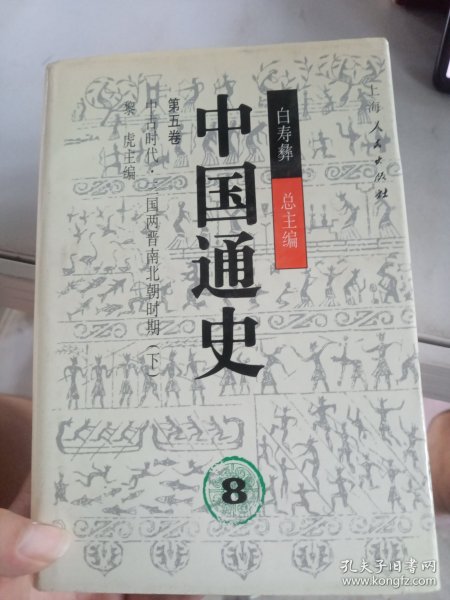 上海人民出版社
白寿彝
总主编
中国通史
第五卷
中古时代·三国两晋南北朝时期（下）
黎虎主编
8
孔夫子旧书网
www.kongfz.com